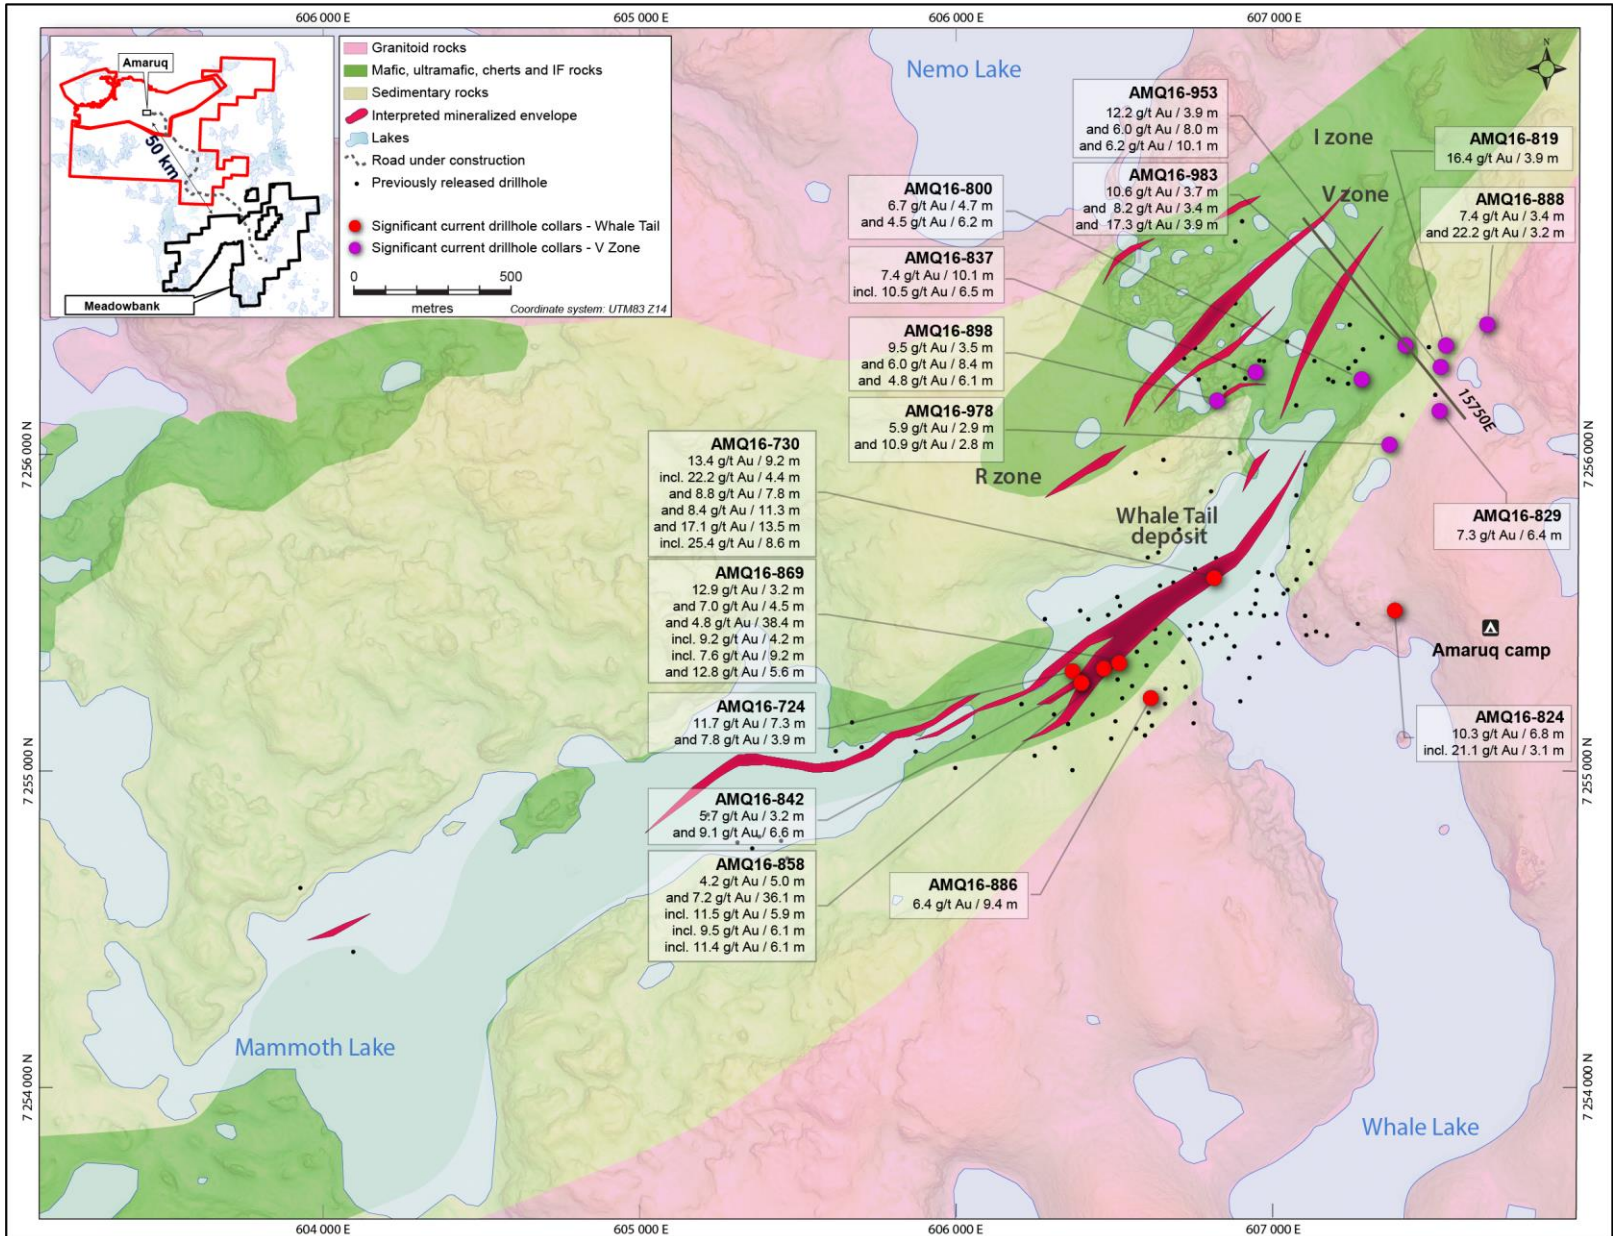 606 000 E
605 000 E
606 000 E
607 000 E
Amaruq
50 km
Meadowbank
Granitoid rocks
Mafic, ultramafic, cherts and IF rocks
Sedimentary rocks
Interpreted mineralized envelope
Lakes
Road under construction
Previously released drillhole
Significant current drillhole collars - Whale Tail
Significant current drillhole collars - V Zone
0 500
metres
Coordinate system: UTM83 Z14
N
Nemo Lake
I zone
V zone
R zone
Whale Tail
deposit
15750E
Amaruq camp
Mammoth Lake
Whale Lake
AMQ16-953
12.2 g/t Au / 3.9 m
and 6.0 g/t Au / 8.0 m
and 6.2 g/t Au / 10.1 m
AMQ16-983
10.6 g/t Au / 3.7 m
and 8.2 g/t Au / 3.4 m
and 17.3 g/t Au / 3.9 m
AMQ16-819
16.4 g/t Au / 3.9 m
AMQ16-888
7.4 g/t Au / 3.4 m
and 22.2 g/t Au / 3.2 m
AMQ16-800
6.7 g/t Au / 4.7 m
and 4.5 g/t Au / 6.2 m
AMQ16-837
7.4 g/t Au / 10.1 m
incl. 10.5 g/t Au / 6.5 m
AMQ16-898
9.5 g/t Au / 3.5 m
and 6.0 g/t Au / 8.4 m
and 4.8 g/t Au / 6.1 m
AMQ16-978
5.9 g/t Au / 2.9 m
and 10.9 g/t Au / 2.8 m
AMQ16-730
13.4 g/t Au / 9.2 m
incl. 22.2 g/t Au / 4.4 m
and 8.8 g/t Au / 7.8 m
and 8.4 g/t Au / 11.3 m
and 17.1 g/t Au / 13.5 m
incl. 25.4 g/t Au / 8.6 m
AMQ16-829
7.3 g/t Au / 6.4 m
AMQ16-869
12.9 g/t Au / 3.2 m
and 7.0 g/t Au / 4.5 m
and 4.8 g/t Au / 38.4 m
incl. 9.2 g/t Au / 4.2 m
incl. 7.6 g/t Au / 9.2 m
and 12.8 g/t Au / 5.6 m
AMQ16-724
11.7 g/t Au / 7.3 m
and 7.8 g/t Au / 3.9 m
AMQ16-824
10.3 g/t Au / 6.8 m
incl. 21.1 g/t Au / 3.1 m
AMQ16-842
5.7 g/t Au / 3.2 m
and 9.1 g/t Au / 6.6 m
AMQ16-858
4.2 g/t Au / 5.0 m
and 7.2 g/t Au / 36.1 m
incl. 11.5 g/t Au / 5.9 m
incl. 9.5 g/t Au / 6.1 m
incl. 11.4 g/t Au / 6.1 m
AMQ16-886
6.4 g/t Au / 9.4 m
7 256 000 N
7 256 000 N
7 255 000 N
7 255 000 N
7 254 000 N
7 254 000 N
604 000 E
605 000 E
606 000 E
607 000 E